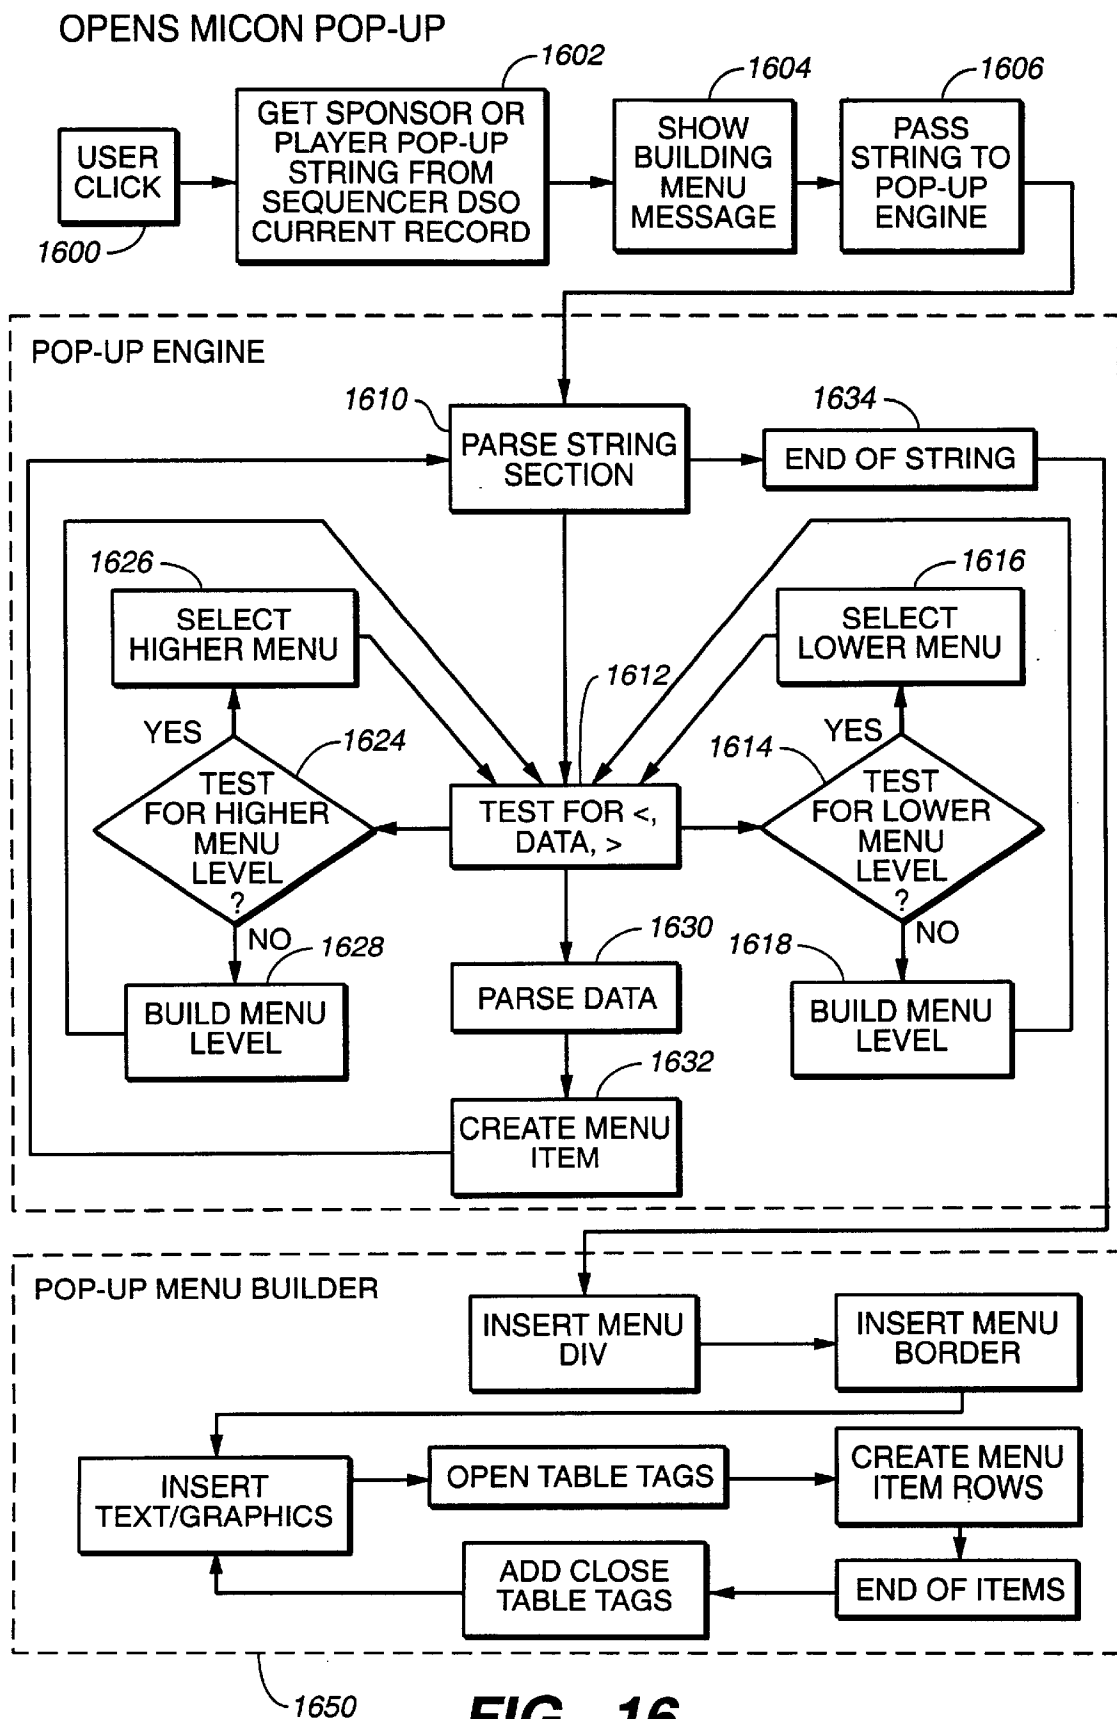 OPENS MICON POP-UP
1602
1604
1606
USER
CLICK
1600
GET SPONSOR OR
PLAYER POP-UP
STRING FROM
SEQUENCER DSO
CURRENT RECORD
SHOW
BUILDING
MENU
MESSAGE
PASS
STRING TO
POP-UP
ENGINE
POP-UP ENGINE
1610
PARSE STRING
SECTION
1634
END OF STRING
1626
SELECT
HIGHER MENU
1616
SELECT
LOWER MENU
1612
TEST FOR <,
DATA, >
YES
1624
TEST
FOR HIGHER
MENU
LEVEL
?
NO
1628
BUILD MENU
LEVEL
YES
1614
TEST
FOR LOWER
MENU
LEVEL
?
NO
1618
BUILD MENU
LEVEL
1630
PARSE DATA
1632
CREATE MENU
ITEM
POP-UP MENU BUILDER
INSERT MENU
DIV
INSERT MENU
BORDER
INSERT
TEXT/GRAPHICS
OPEN TABLE TAGS
CREATE MENU
ITEM ROWS
END OF ITEMS
ADD CLOSE
TABLE TAGS
1650
FIG. 16